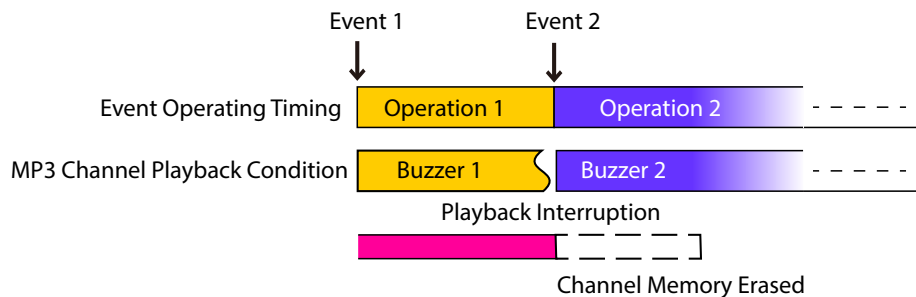 Event 1
Event 2
Event Operating Timing
Operation 1
Operation 2
MP3 Channel Playback Condition
Buzzer 1
Buzzer 2
Playback Interruption
Channel Memory Erased